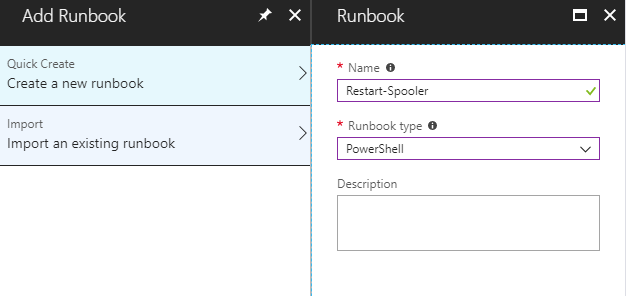 Add Runbook
Quick Create
Create a new runbook
Import
Import an existing runbook
Runbook
* Name
Restart-Spooler
* Runbook type
PowerShell
Description